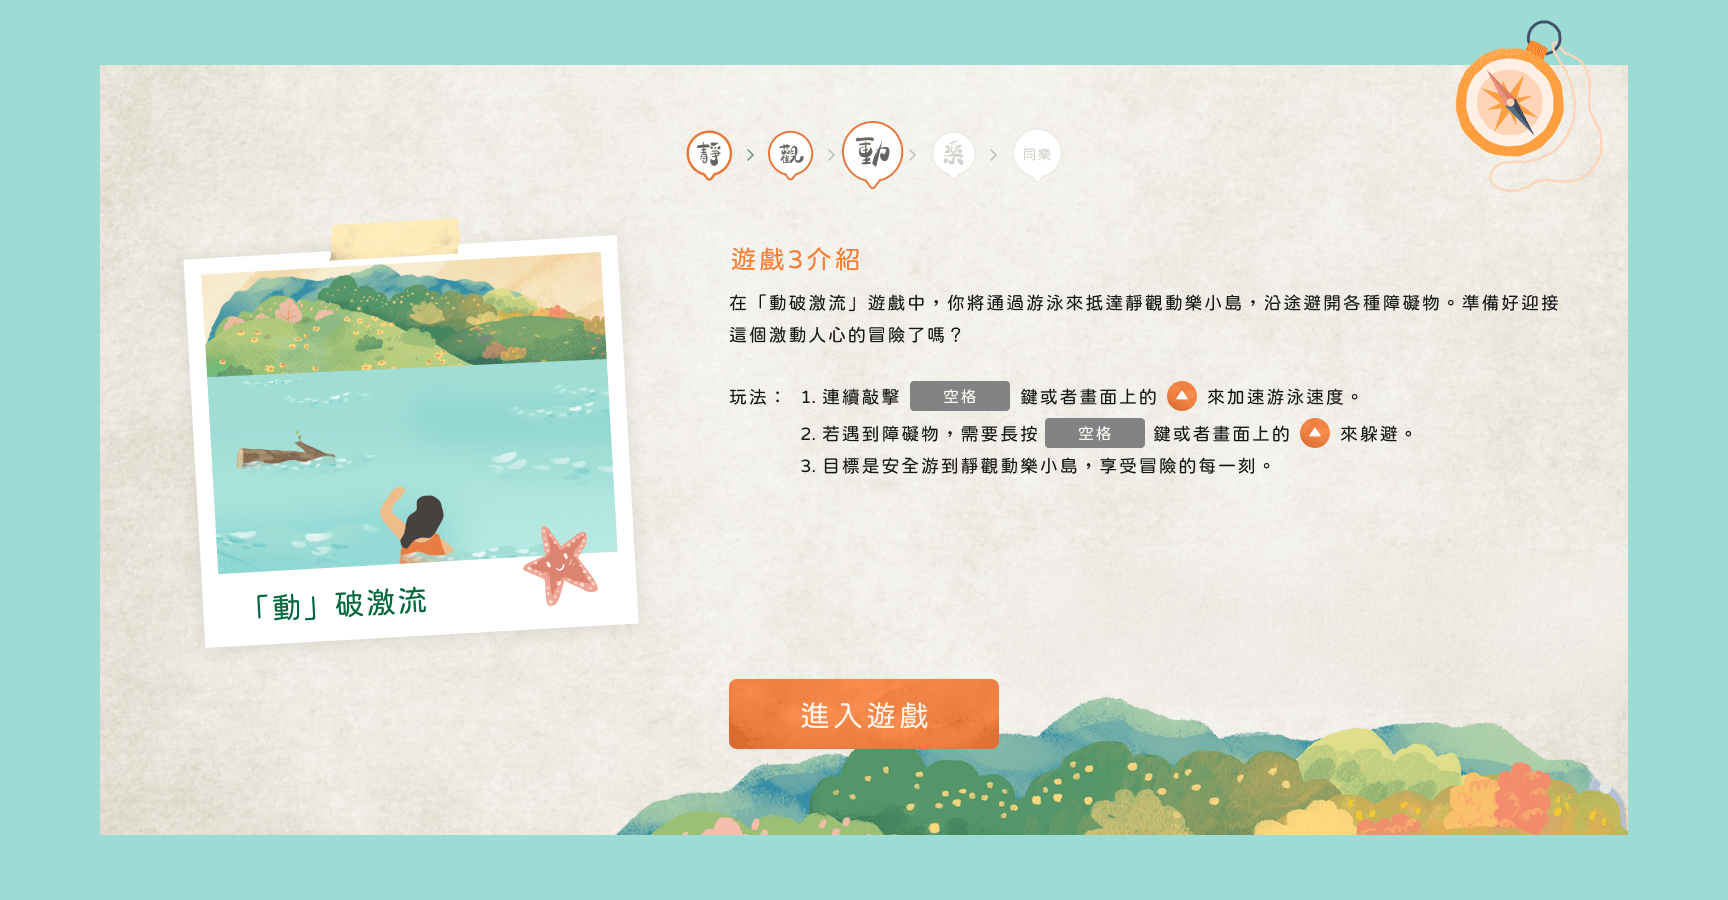 靜 觀 動 樂 同樂
遊戲3介紹
在「動破激流」遊戲中，你將通過游泳來抵達靜觀動樂小島，沿途避開各種障礙物。準備好迎接
這個激動人心的冒險了嗎？
玩法： 1. 連續敲擊 空格 鍵或者畫面上的 來加速游泳速度。
2. 若遇到障礙物，需要長按 空格 鍵或者畫面上的 來躲避。
3. 目標是安全游到靜觀動樂小島，享受冒險的每一刻。
「動」破激流
進入遊戲